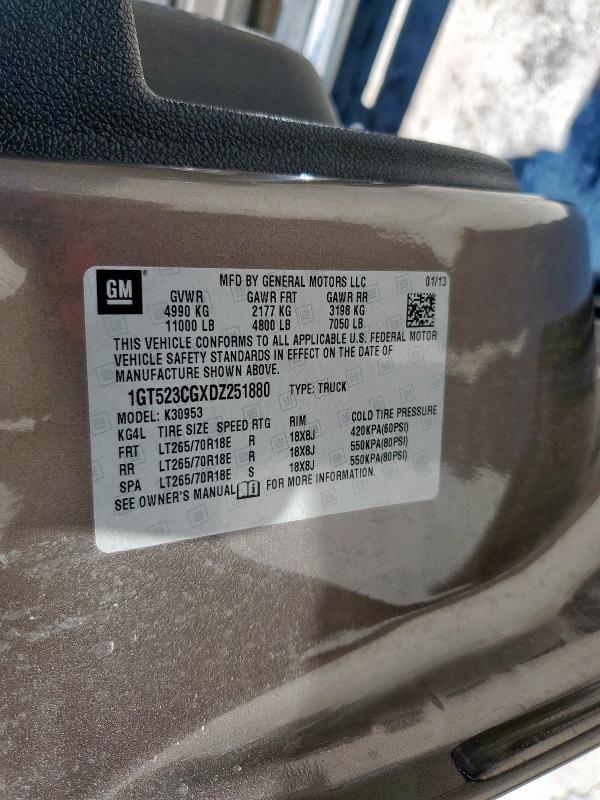 GM ® MFD BY GENERAL MOTORS LLC 01/13
GVWR GAWR FRT GAWR RR
4990 KG 2177 KG 3198 KG
11000 LB 4800 LB 7050 LB
THIS VEHICLE CONFORMS TO ALL APPLICABLE U.S. FEDERAL MOTOR
VEHICLE SAFETY STANDARDS IN EFFECT ON THE DATE OF
MANUFACTURE SHOWN ABOVE.
1GT523CGXDZ251880 TYPE: TRUCK
MODEL: K30953
KG4L TIRE SIZE SPEED RTG RIM COLD TIRE PRESSURE
FRT LT265/70R18E R 18X8J 420KPA(60PSI)
RR LT265/70R18E R 18X8J 550KPA(80PSI)
SPA LT265/70R18E S 18X8J 550KPA(80PSI)
SEE OWNER'S MANUAL FOR MORE INFORMATION.